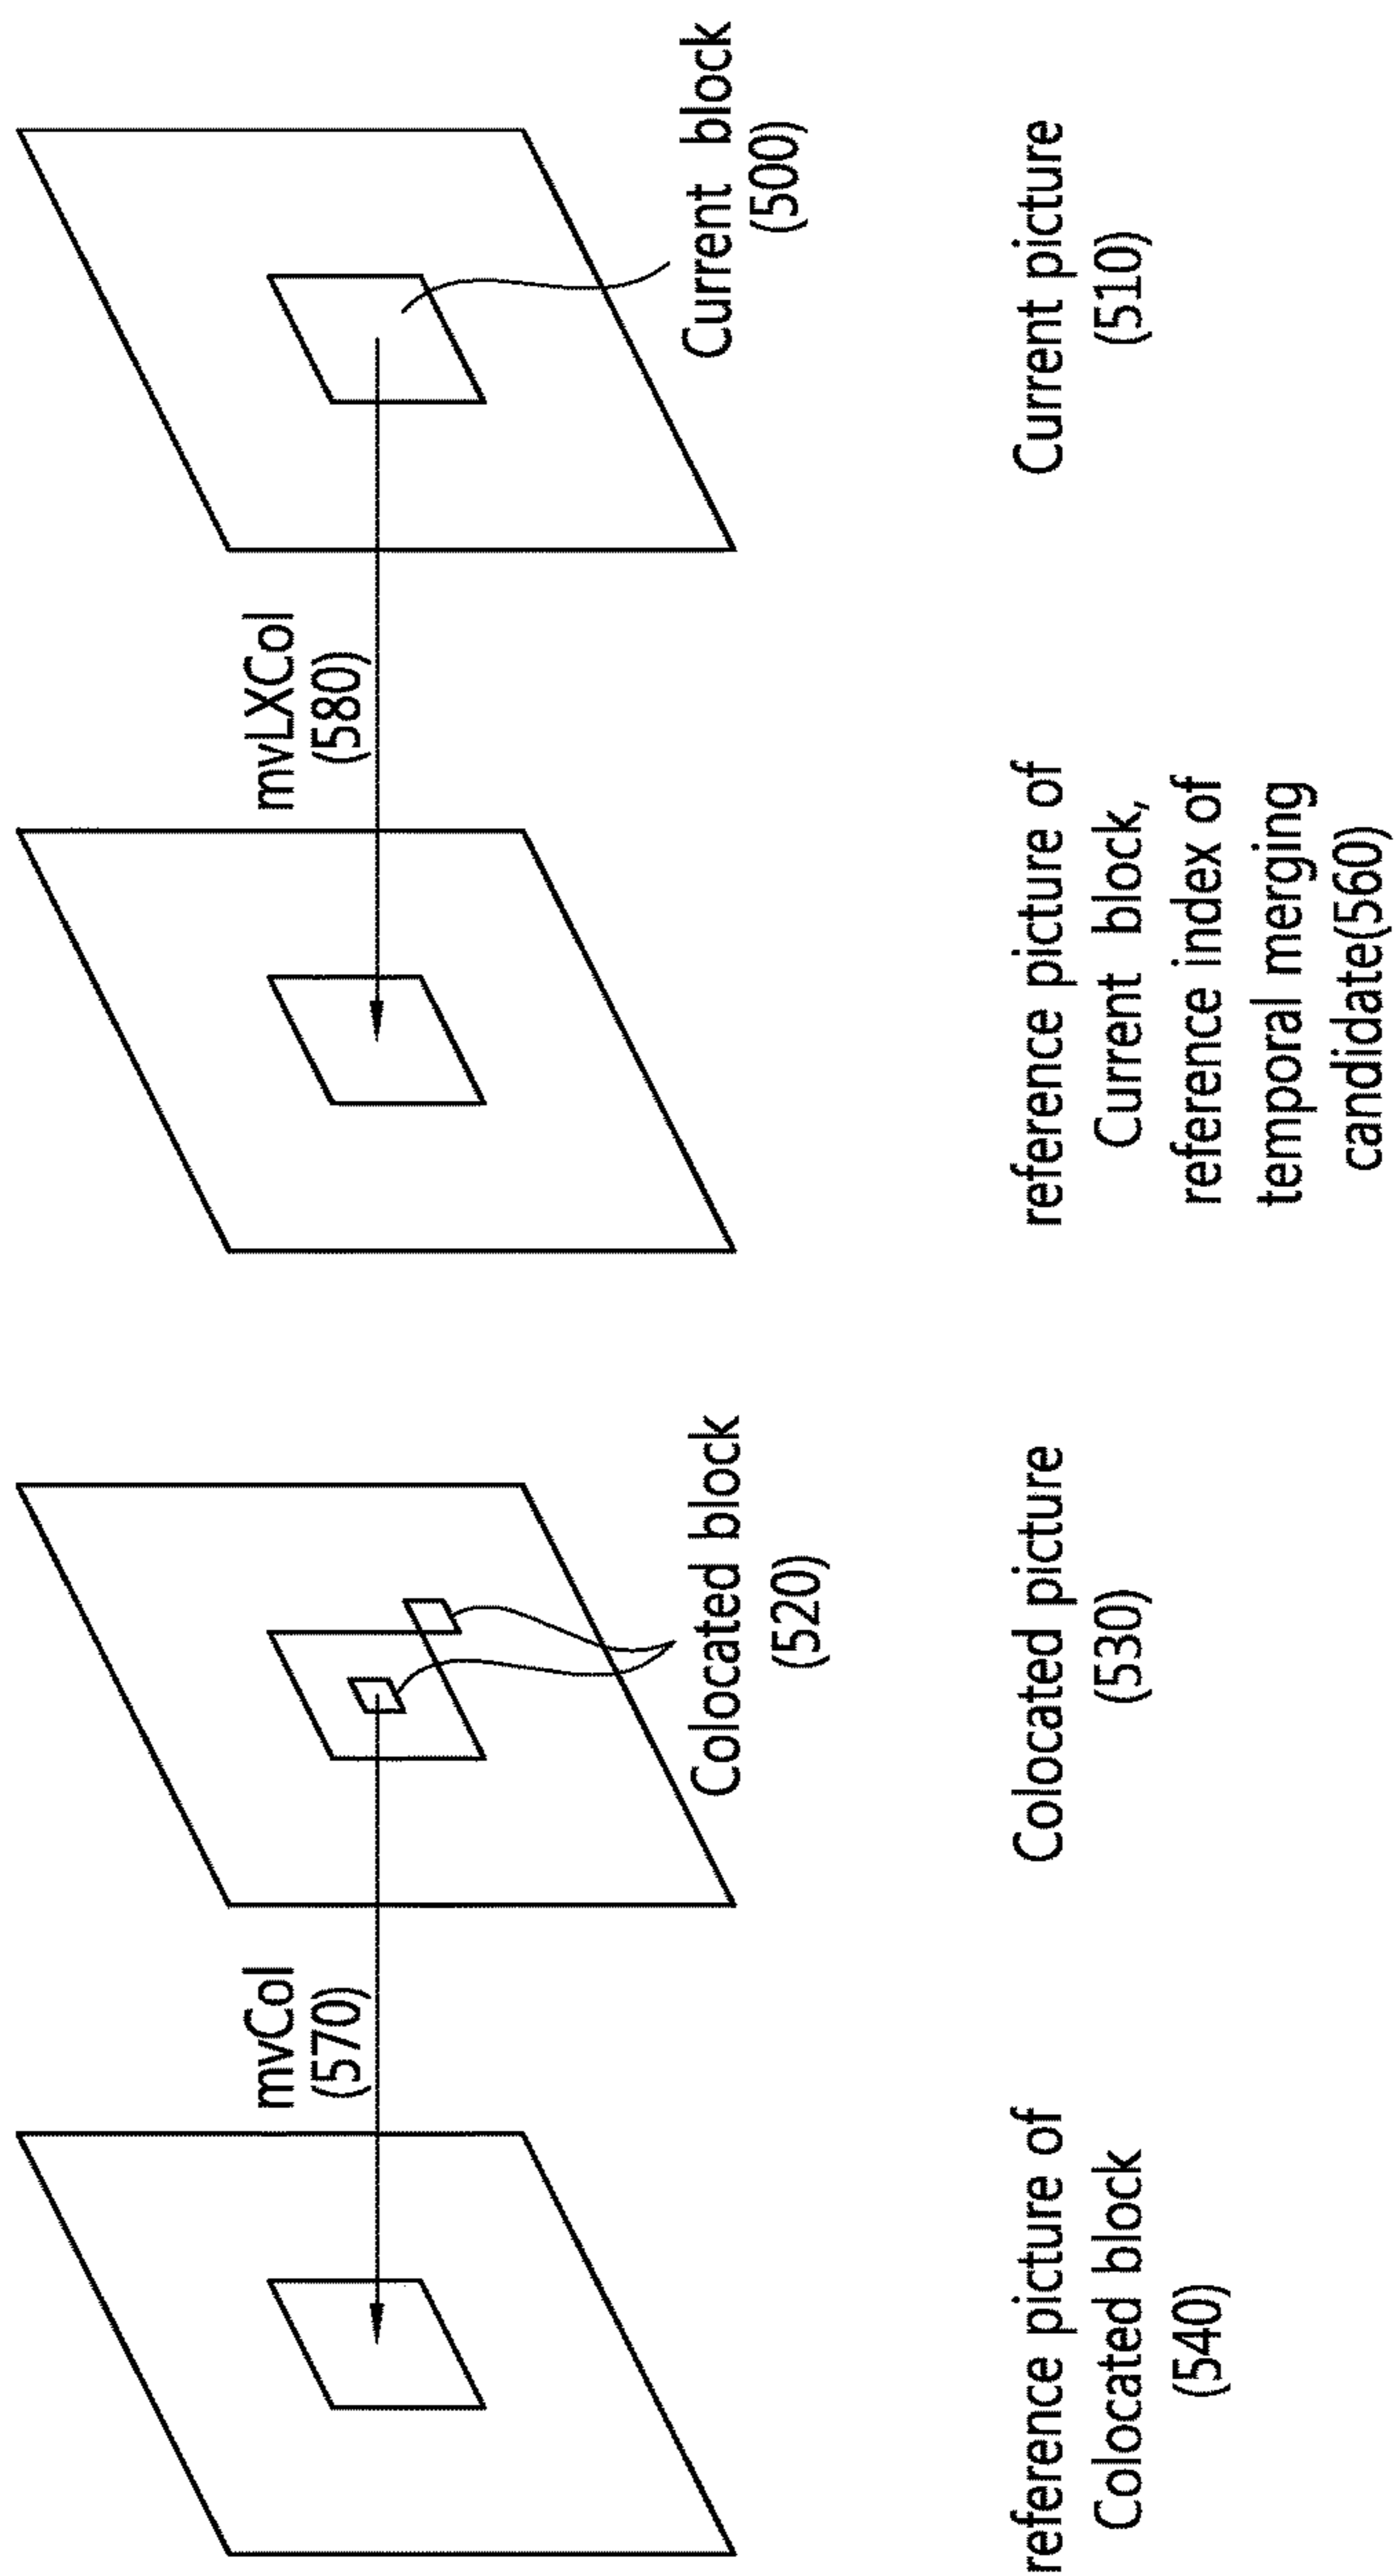 mvCol
(570)
mvLXCol
(580)
Colocated block
(520)
Current block
(500)
reference picture of
Colocated block
(540)
Colocated picture
(530)
reference picture of
Current block,
reference index of
temporal merging
candidate(560)
Current picture
(510)